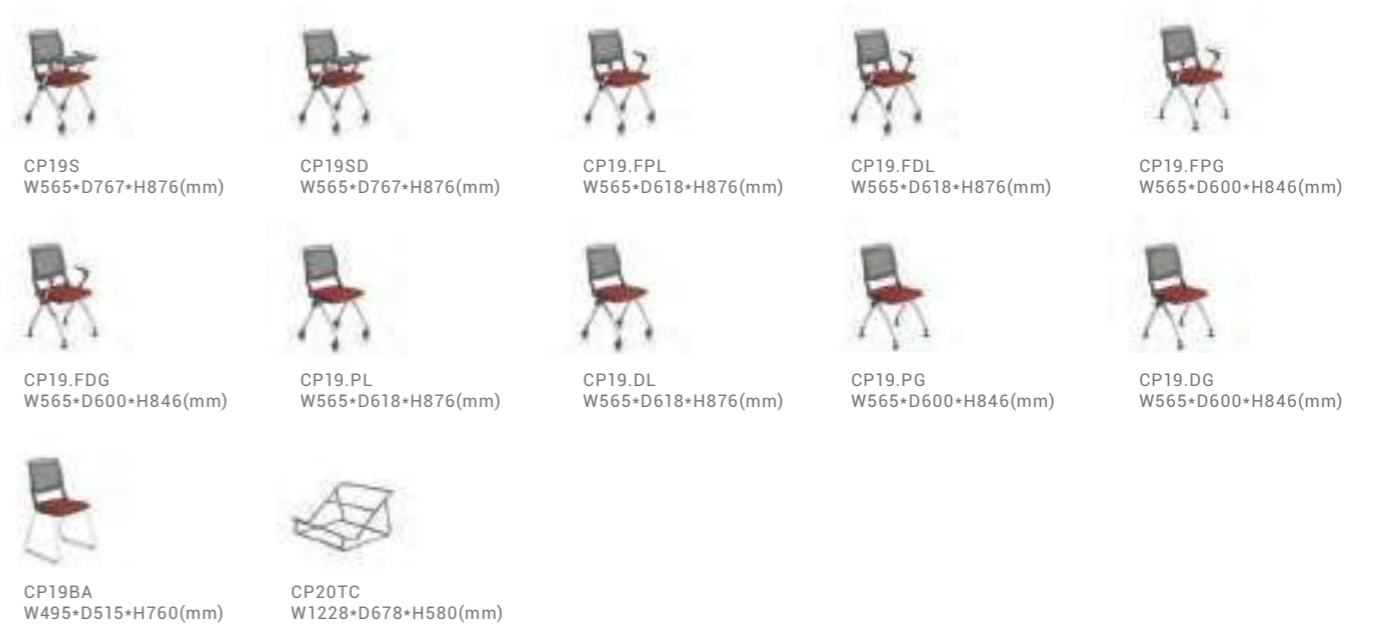 CP19S
W565*D767*H876(mm)
CP19SD
W565*D767*H876(mm)
CP19.FPL
W565*D618*H876(mm)
CP19.FDL
W565*D618*H876(mm)
CP19.FPG
W565*D600*H846(mm)
CP19.FDG
W565*D600*H846(mm)
CP19.PL
W565*D618*H876(mm)
CP19.DL
W565*D618*H876(mm)
CP19.PG
W565*D600*H846(mm)
CP19.DG
W565*D600*H846(mm)
CP19BA
W495*D515*H760(mm)
CP20TC
W1228*D678*H580(mm)